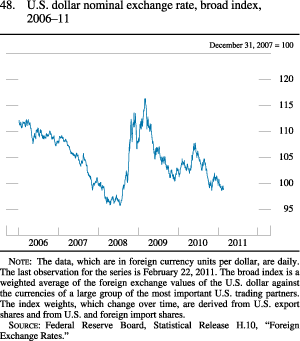 48. U.S. dollar nominal exchange rate, broad index,
2006–11
December 31, 2007 = 100
120
115
110
105
100
95
2006 2007 2008 2009 2010 2011
NOTE: The data, which are in foreign currency units per dollar, are daily.
The last observation for the series is February 22, 2011. The broad index is a
weighted average of the foreign exchange values of the U.S. dollar against
the currencies of a large group of the most important U.S. trading partners.
The index weights, which change over time, are derived from U.S. export
shares and from U.S. and foreign import shares.
SOURCE: Federal Reserve Board, Statistical Release H.10, “Foreign
Exchange Rates.”